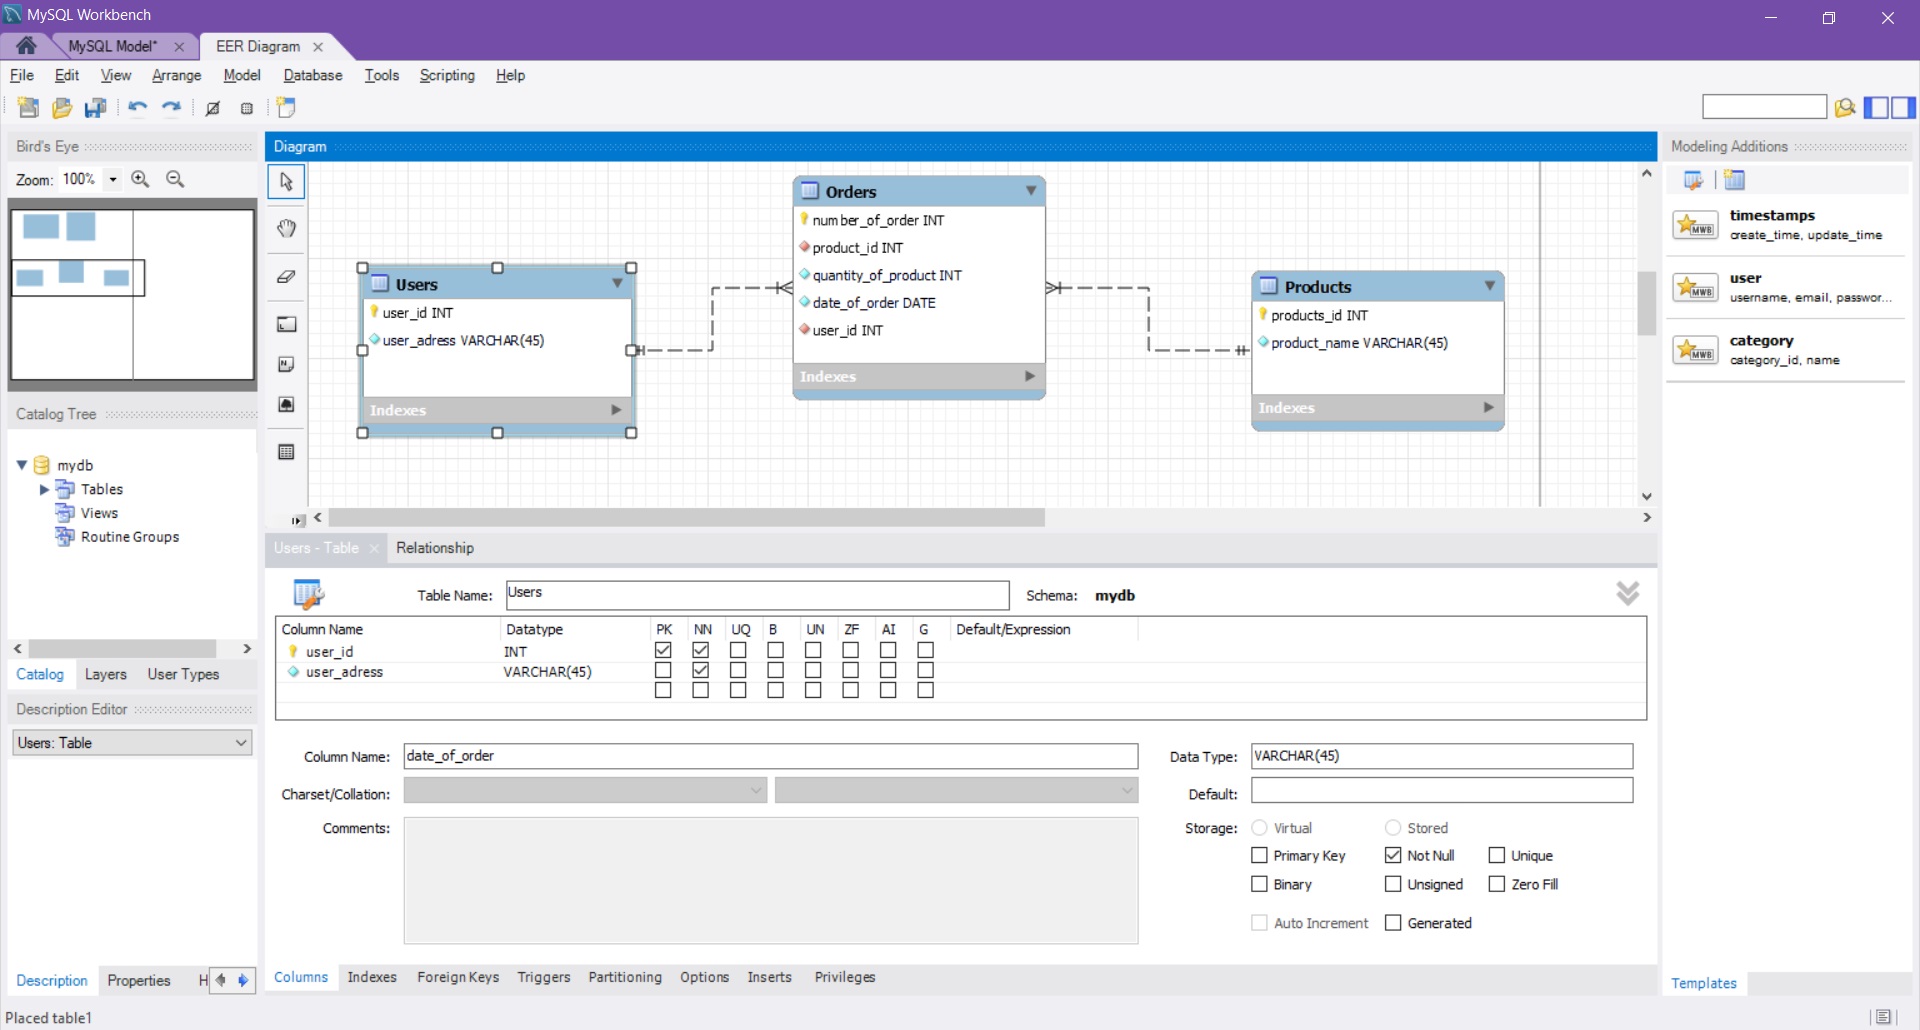 MySQL Workbench
MySQL Model* EER Diagram
File Edit View Arrange Model Database Tools Scripting Help
Bird's Eye
Zoom: 100%
Catalog Tree
mydb
Tables
Views
Routine Groups
Catalog Layers User Types
Description Editor
Users: Table
Description Properties H
Diagram
Users
user_id INT
user_adress VARCHAR(45)
Indexes
Orders
number_of_order INT
product_id INT
quantity_of_product INT
date_of_order DATE
user_id INT
Indexes
Products
products_id INT
product_name VARCHAR(45)
Indexes
Users - Table Relationship
Table Name: Users Schema: mydb
Column Name Datatype PK NN UQ B UN ZF AI G Default/Expression
user_id INT
user_adress VARCHAR(45)
Column Name: date_of_order Data Type: VARCHAR(45)
Charset/Collation: Default:
Comments: Storage: Virtual Stored
Primary Key Not Null Unique
Binary Unsigned Zero Fill
Auto Increment Generated
Columns Indexes Foreign Keys Triggers Partitioning Options Inserts Privileges
Modeling Additions
MWB timestamps
create_time, update_time
MWB user
username, email, passwor...
MWB category
category_id, name
Templates
Placed table1